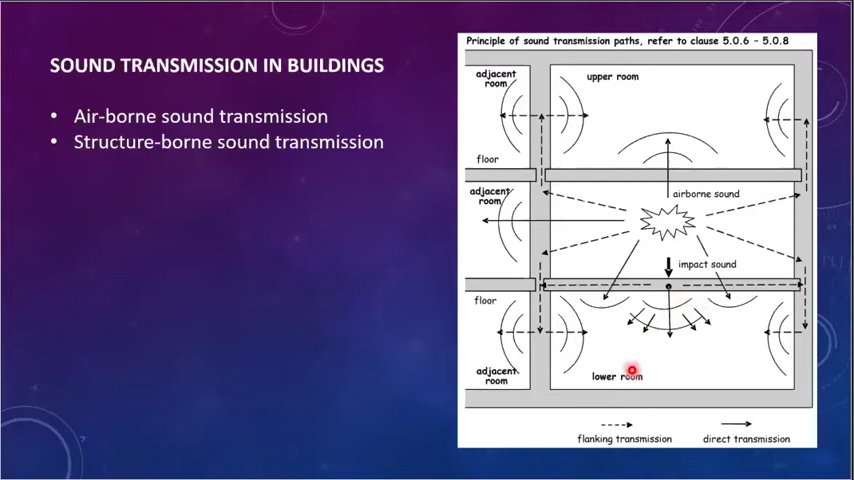 SOUND TRANSMISSION IN BUILDINGS
• Air-borne sound transmission
• Structure-borne sound transmission
Principle of sound transmission paths, refer to clause 5.0.6 – 5.0.8
adjacent
room
upper room
floor
adjacent
room
airborne sound
impact sound
floor
adjacent
room
lower room
flanking transmission
direct transmission